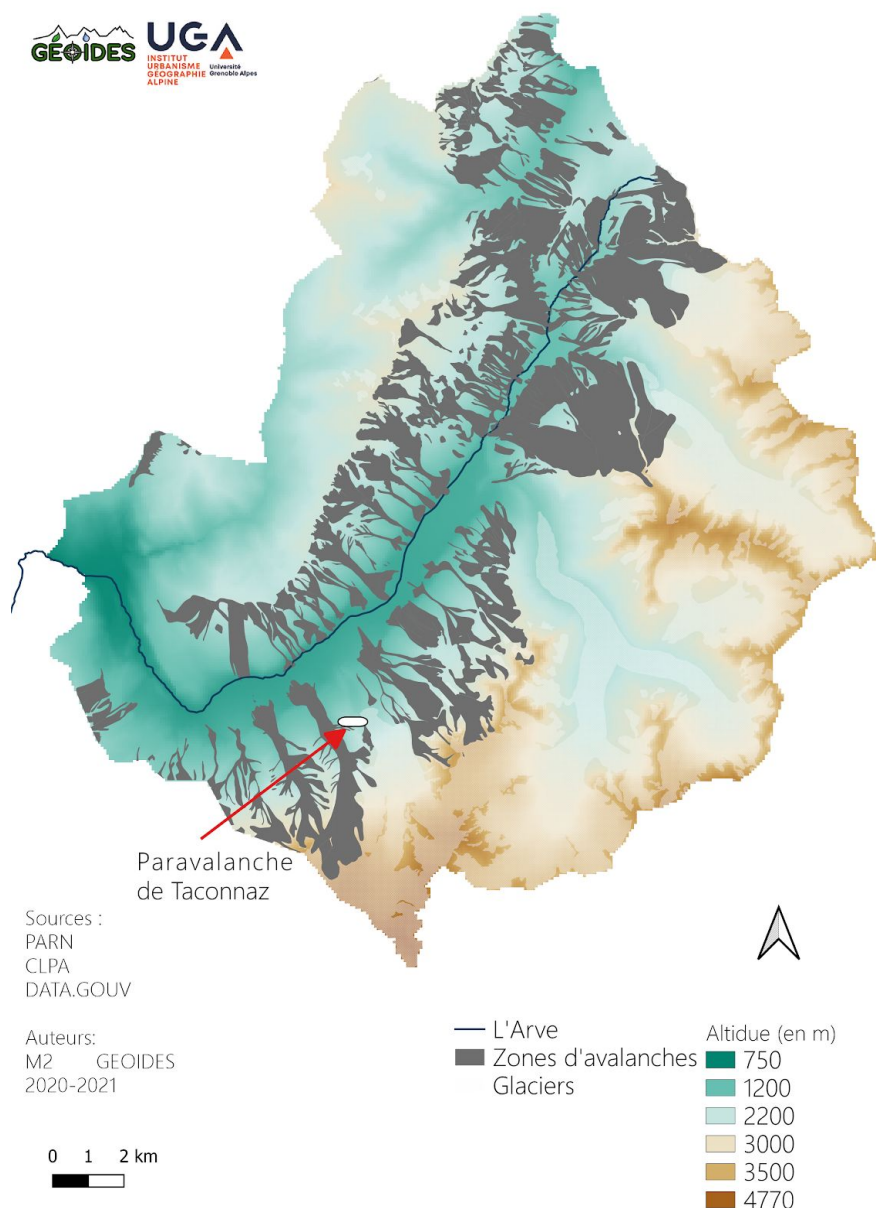 GÉOIDES
UGA
INSTITUT
URBANISME
GÉOGRAPHIE
ALPINE
Université
Grenoble Alpes
Paravalanche
de Taconnaz
Sources :
PARN
CLPA
DATA.GOUV
Auteurs:
M2 GEOIDES
2020-2021
0 1 2 km
L'Arve
Zones d'avalanches
Glaciers
Altidue (en m)
750
1200
2200
3000
3500
4770